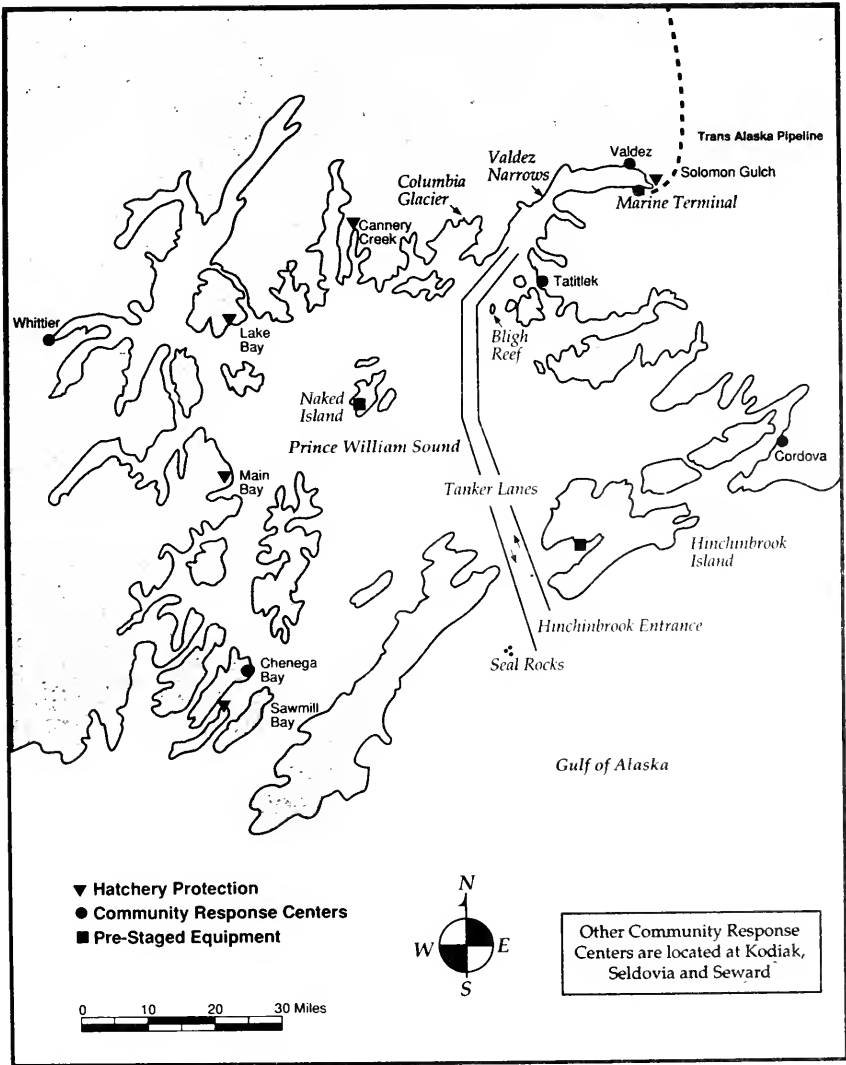 Trans Alaska Pipeline
Valdez
Valdez
Narrows
Solomon Gulch
Columbia
Glacier
Marine Terminal
Cannery
Creek
Tatitlek
Whittier
Lake
Bay
Bligh
Reef
Naked
Island
Prince William Sound
Cordova
Main
Bay
Tanker Lanes
Hinchinbrook
Island
Hinchinbrook Entrance
Seal Rocks
Chenega
Bay
Sawmill
Bay
Gulf of Alaska
Hatchery Protection
Community Response Centers
Pre-Staged Equipment
N
W E
S
Other Community Response
Centers are located at Kodiak,
Seldovia and Seward
0 10 20 30 Miles